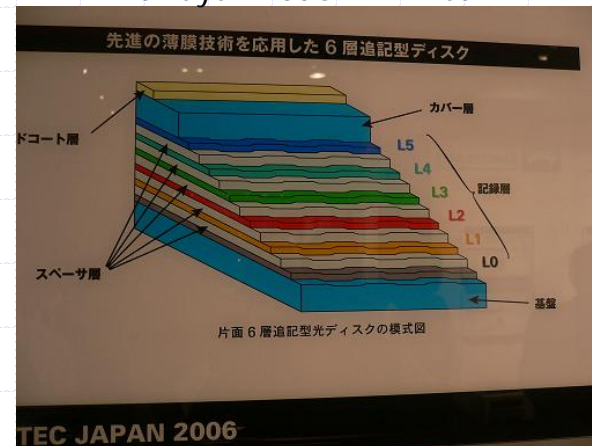 先進の薄膜技術を応用した6層追記型ディスク
カバー層
ドコート層
L5
L4
L3
記録層
L2
L1
L0
スペーサ層
基盤
片面6層追記型光ディスクの模式図
TEC JAPAN 2006